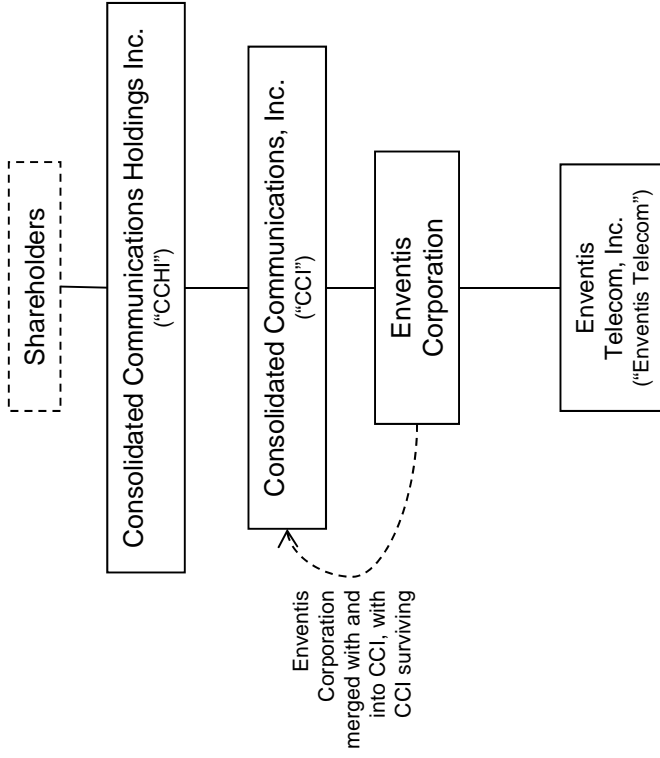 Shareholders
Consolidated Communications Holdings Inc.
(“CCHI”)
Consolidated Communications, Inc.
(“CCI”)
Enventis
Corporation
Enventis
Telecom, Inc.
(“Enventis Telecom”)
Enventis
Corporation
merged with and
into CCI, with
CCI surviving